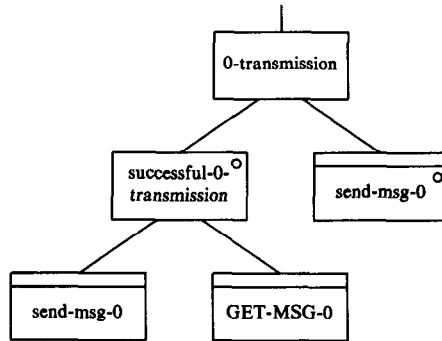 0-transmission
successful-0-
transmission
send-msg-0
send-msg-0
GET-MSG-0